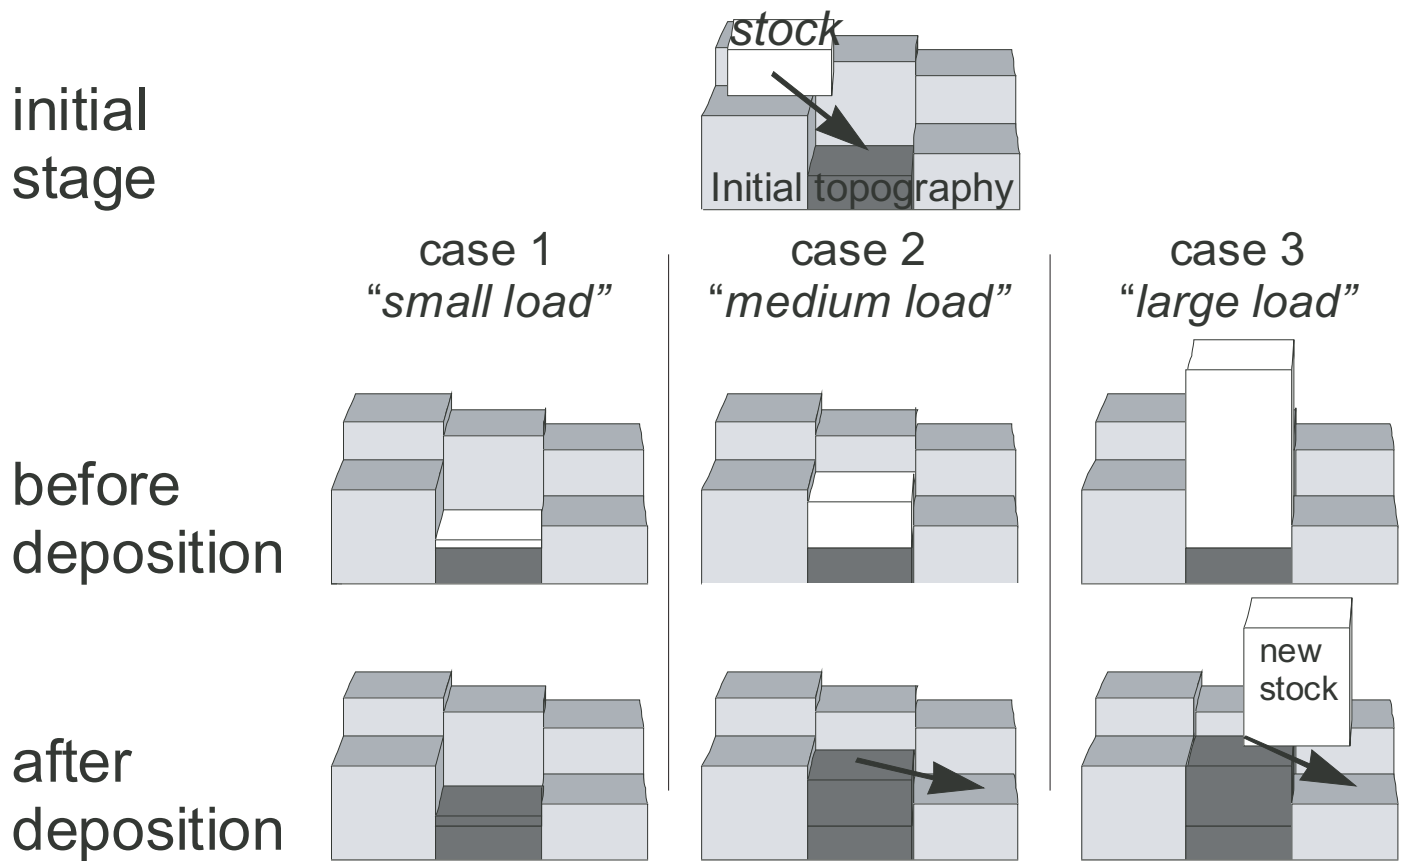 stock
initial
stage
Initial topography
case 1
“small load”
case 2
“medium load”
case 3
“large load”
before
deposition
new
stock
after
deposition